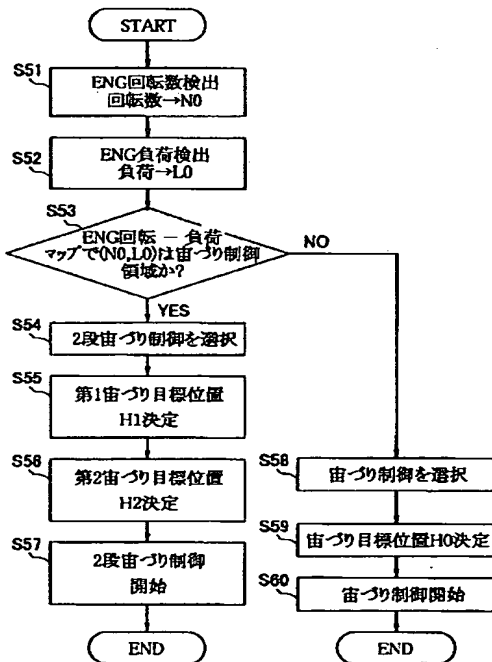 START
S51
ENG回転数検出
回転数→N0
S52
ENG負荷検出
負荷→L0
S53
ENG回転 － 負荷
マップで(N0,L0)は宙づり制御
領域か?
NO
YES
S54
2段宙づり制御を選択
S55
第1宙づり目標位置
H1決定
S56
第2宙づり目標位置
H2決定
S57
2段宙づり制御
開始
END
S58
宙づり制御を選択
S59
宙づり目標位置H0決定
S60
宙づり制御開始
END